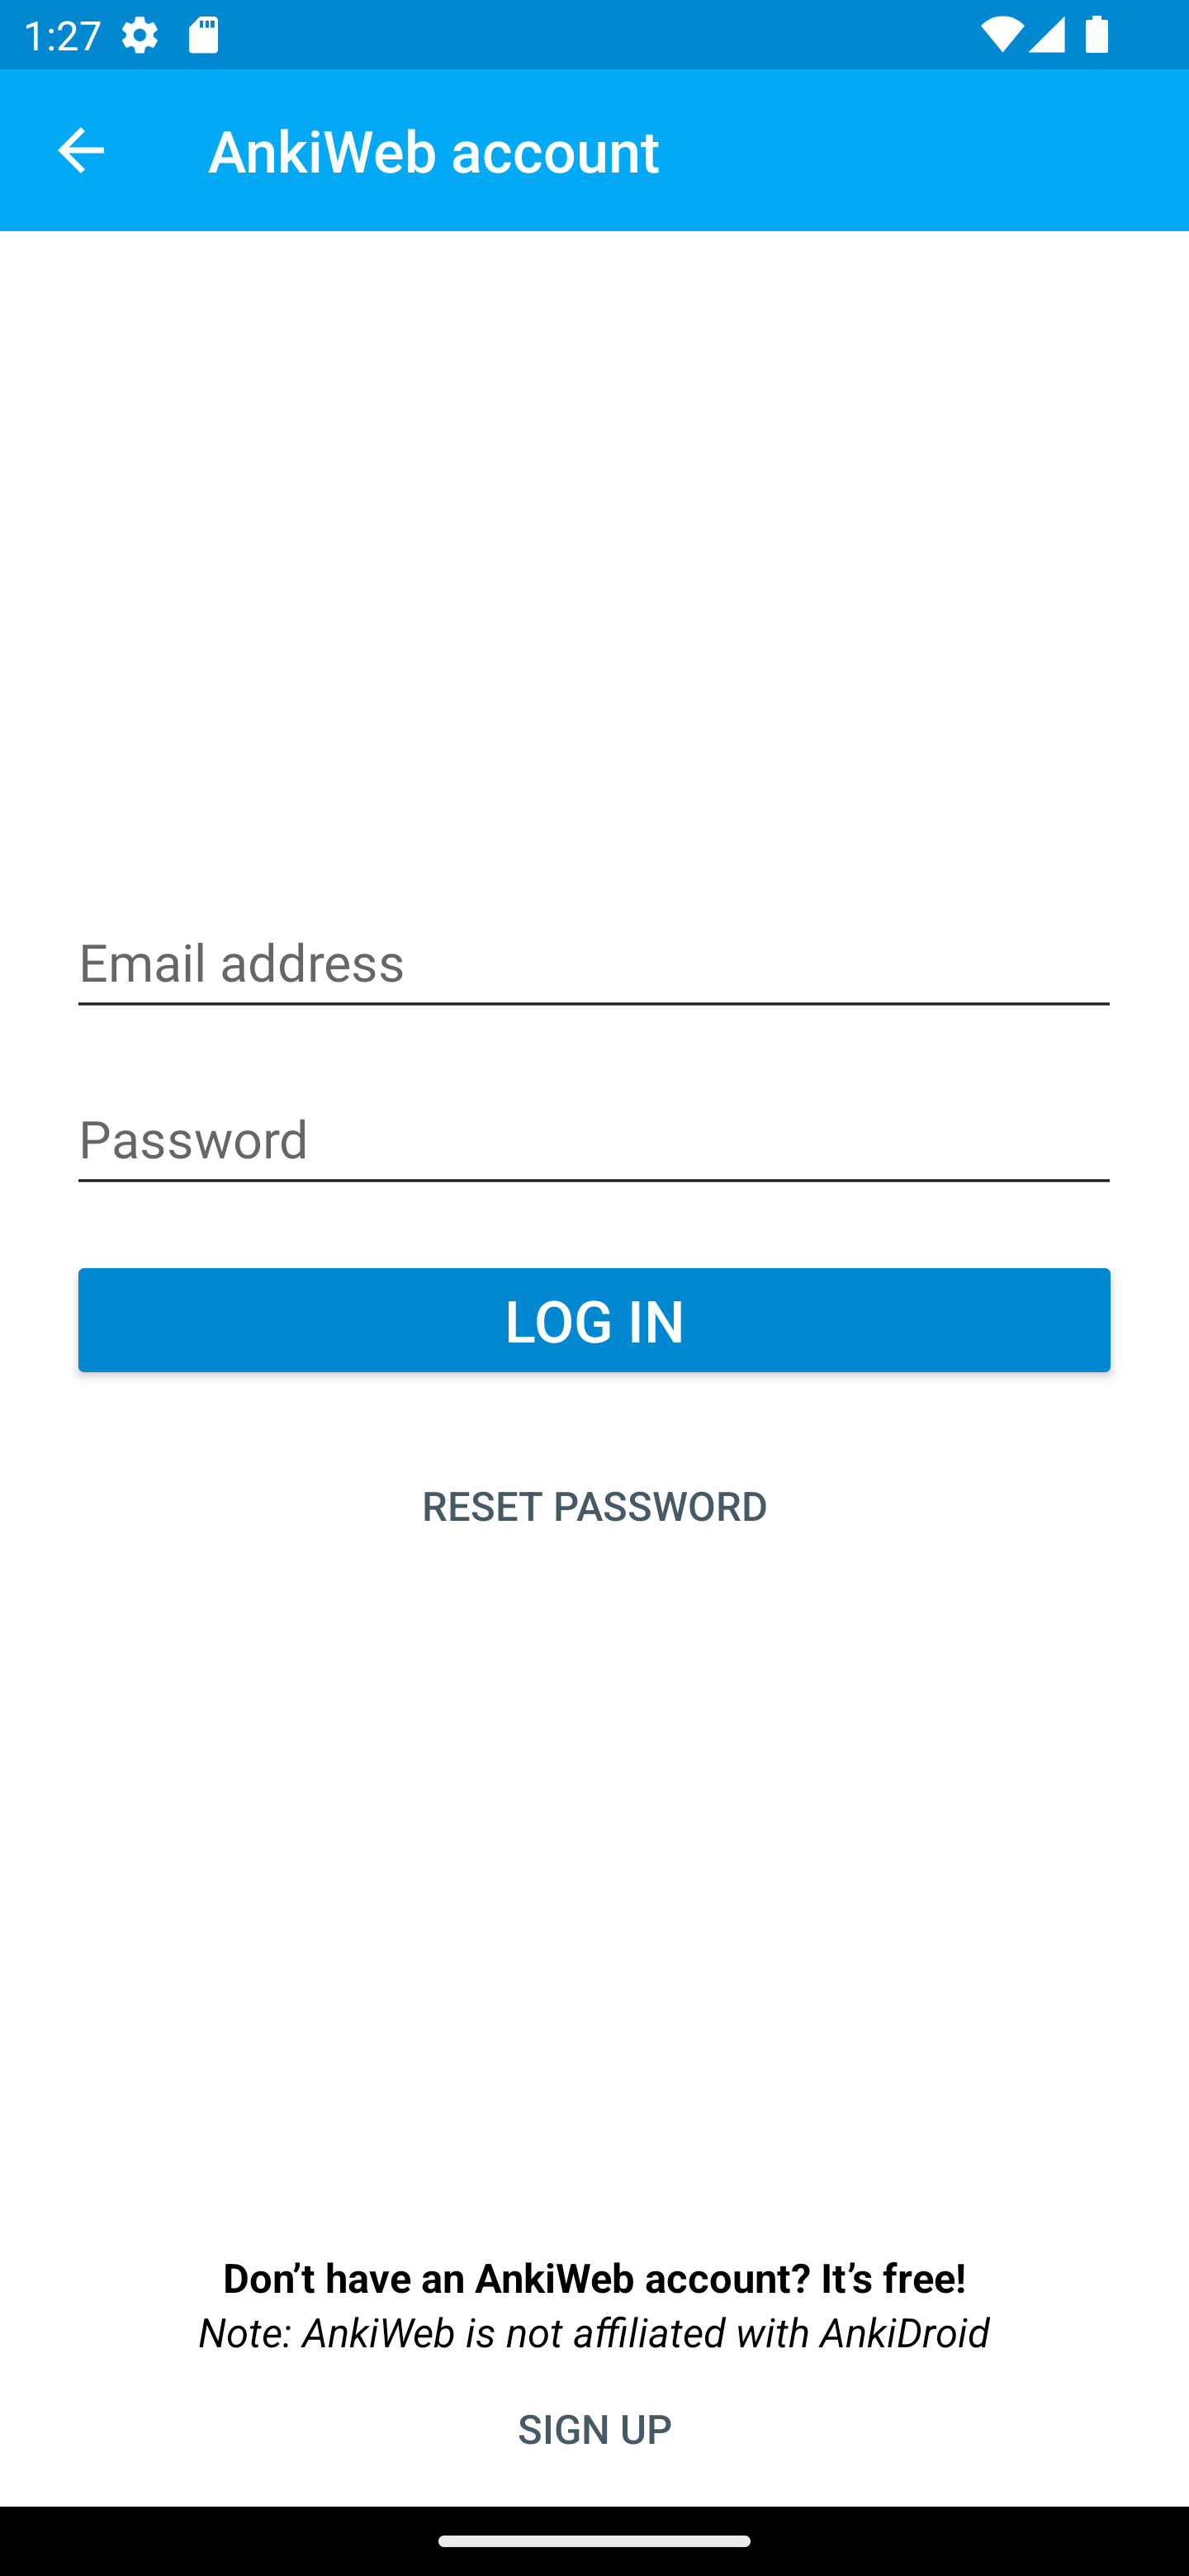 1:27
AnkiWeb account
Email address
Password
LOG IN
RESET PASSWORD
Don’t have an AnkiWeb account? It’s free!
Note: AnkiWeb is not affiliated with AnkiDroid
SIGN UP